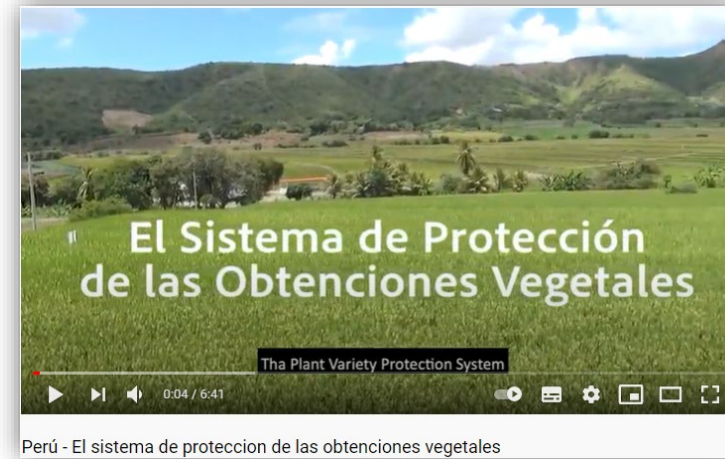 El Sistema de Protección
de las Obtenciones Vegetales
Tha Plant Variety Protection System
0:04 / 6:41
Perú - El sistema de proteccion de las obtenciones vegetales